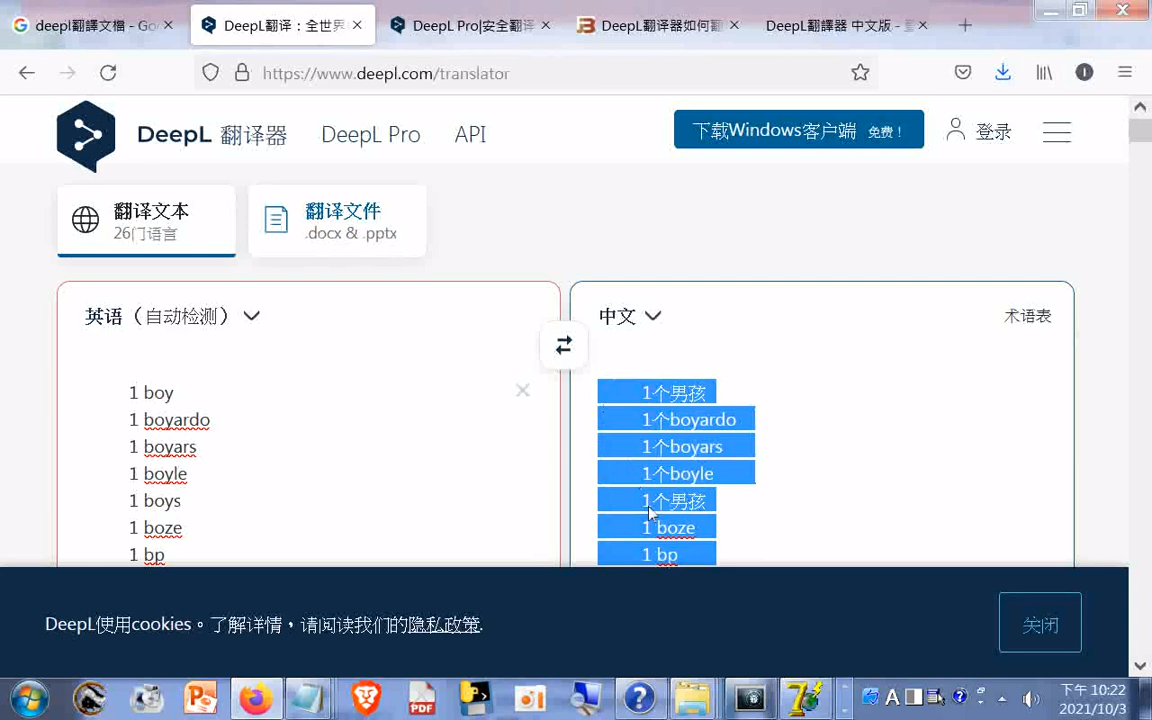 deepl翻譯文檔 - Go
DeepL翻译：全世界
DeepL Pro|安全翻译
DeepL翻译器如何翻
DeepL翻譯器 中文版 -
https://www.deepl.com/translator
DeepL 翻译器
DeepL Pro
API
下载Windows客户端 免费！
登录
翻译文本
26门语言
翻译文件
.docx & .pptx
英语（自动检测）
中文
术语表
1 boy
1 boyardo
1 boyars
1 boyle
1 boys
1 boze
1 bp
1个男孩
1个boyardo
1个boyars
1个boyle
1个男孩
1 boze
1 bp
DeepL使用cookies。了解详情，请阅读我们的隐私政策.
关闭
PDF
A
下午 10:22
2021/10/3